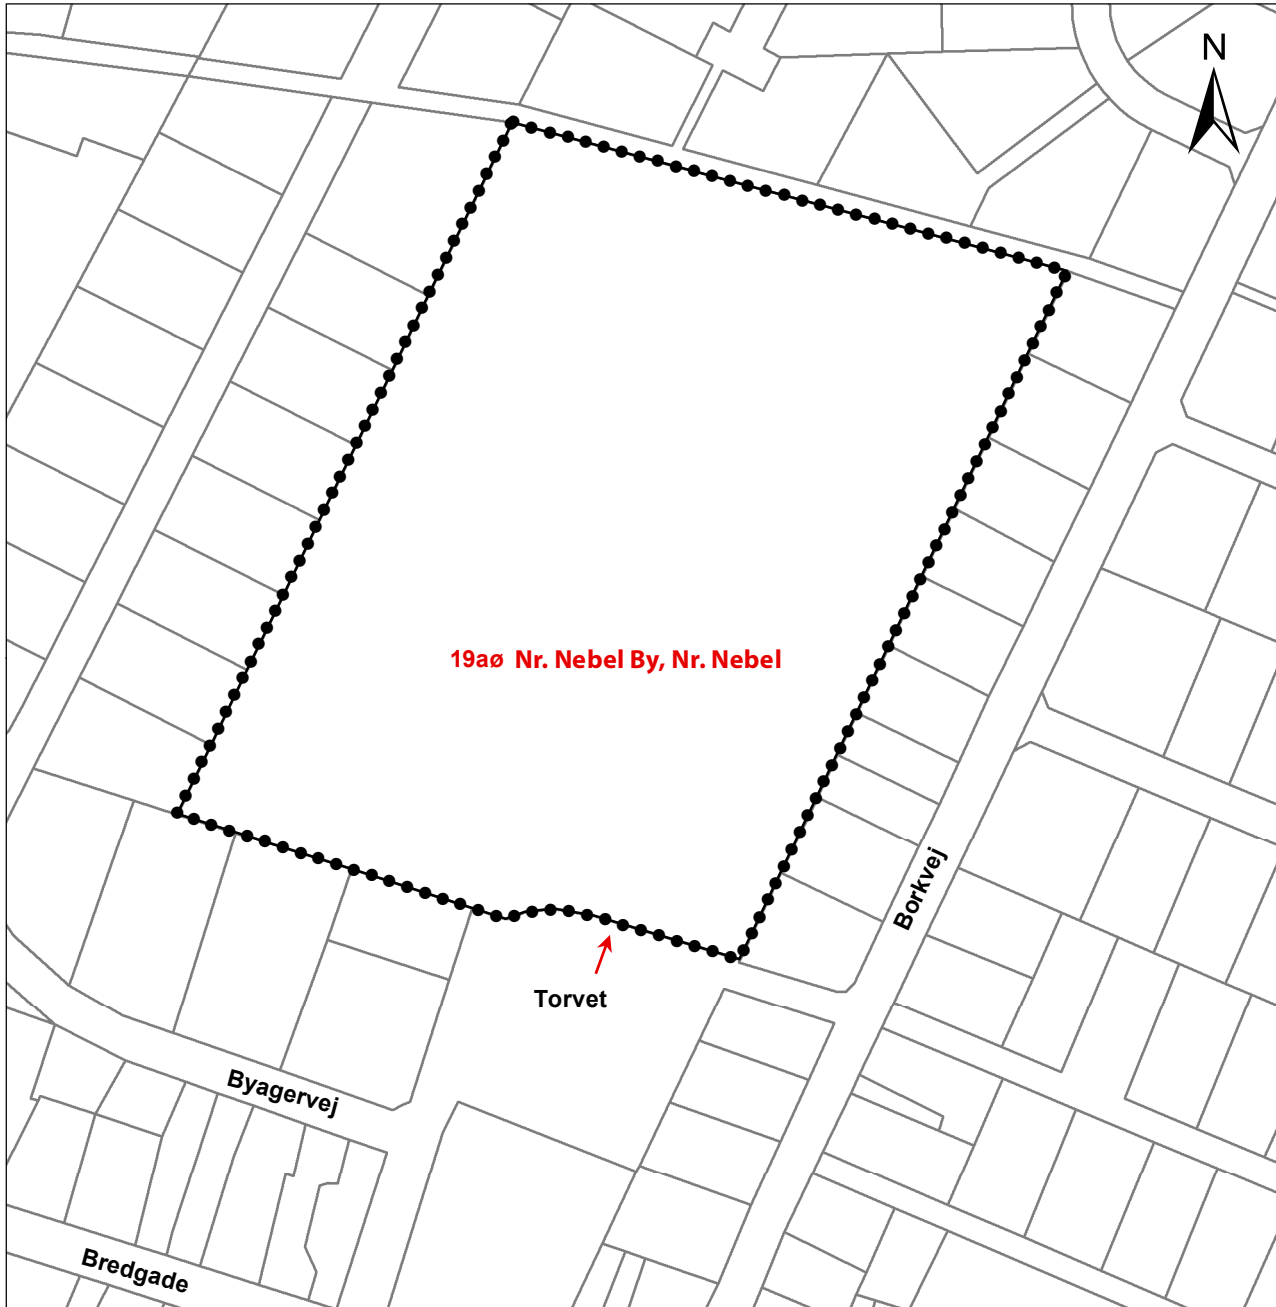 N
19aø Nr. Nebel By, Nr. Nebel
Borkvej
Torvet
Byagervej
Bredgade